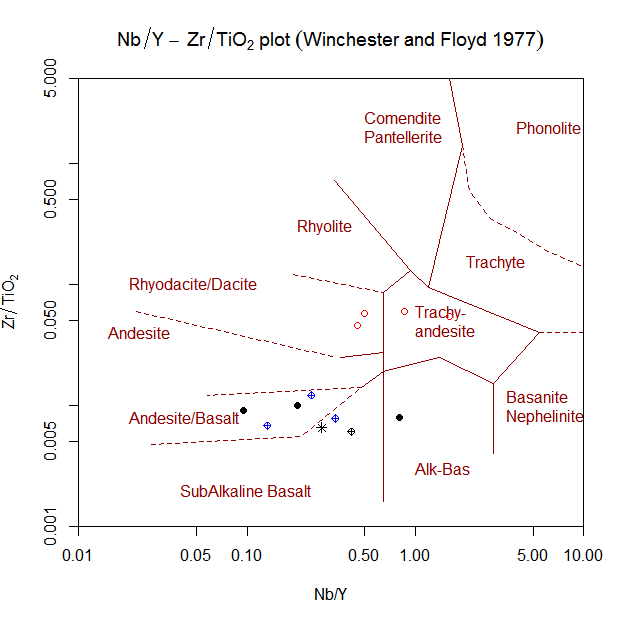 Nb/Y − Zr/TiO2 plot (Winchester and Floyd 1977)
5.000
0.500
0.050
0.005
0.001
Zr/TiO2
Comendite
Pantellerite
Phonolite
Rhyolite
Trachyte
Rhyodacite/Dacite
Andesite
Trachy-
andesite
Basanite
Nephelinite
Andesite/Basalt
Alk-Bas
SubAlkaline Basalt
0.01
0.05
0.10
0.50
1.00
5.00
10.00
Nb/Y